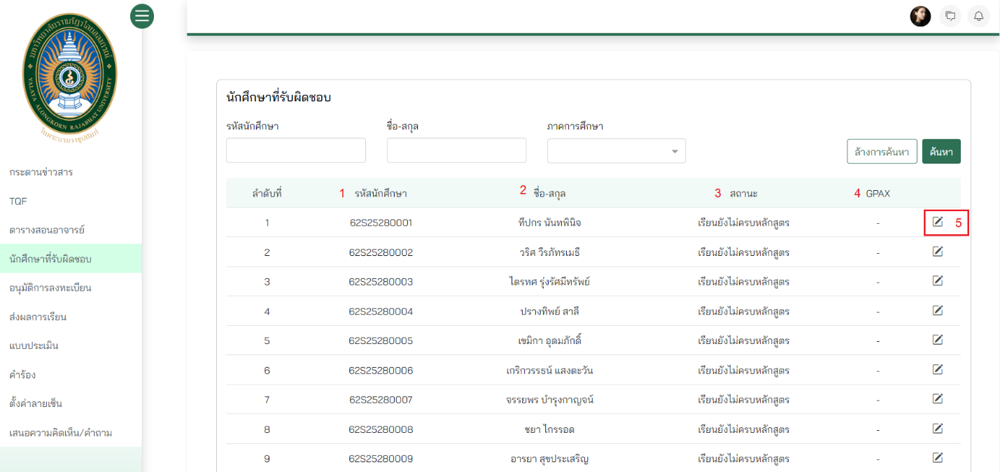 มหาวิทยาลัยราชภัฏวไลยอลงกรณ์
VALAYA ALONGKORN RAJABHAT UNIVERSITY
ในพระบรมราชูปถัมภ์
กระดานข่าวสาร
TQF
ตารางสอนอาจารย์
นักศึกษาที่รับผิดชอบ
อนุมัติการลงทะเบียน
ส่งผลการเรียน
แบบประเมิน
คำร้อง
ตั้งค่าลายเซ็น
เสนอความคิดเห็น/คำถาม
นักศึกษาที่รับผิดชอบ
รหัสนักศึกษา ชื่อ-สกุล ภาคการศึกษา
ล้างการค้นหา ค้นหา
ลำดับที่ 1 รหัสนักศึกษา 2 ชื่อ-สกุล 3 สถานะ 4 GPAX
1 62S25280001 ทีปกร นันทพินิจ เรียนยังไม่ครบหลักสูตร - 5
2 62S25280002 วริศ วีรภัทรเมธี เรียนยังไม่ครบหลักสูตร -
3 62S25280003 ไตรทศ รุ่งรัศมีทรัพย์ เรียนยังไม่ครบหลักสูตร -
4 62S25280004 ปรางทิพย์ สาลี เรียนยังไม่ครบหลักสูตร -
5 62S25280005 เขมิกา อุดมภักดิ์ เรียนยังไม่ครบหลักสูตร -
6 62S25280006 เกริกวรรธน์ แสงตะวัน เรียนยังไม่ครบหลักสูตร -
7 62S25280007 จรรยพร บำรุงกาญจน์ เรียนยังไม่ครบหลักสูตร -
8 62S25280008 ชยา ไกรรอด เรียนยังไม่ครบหลักสูตร -
9 62S25280009 อารยา สุขประเสริญ เรียนยังไม่ครบหลักสูตร -